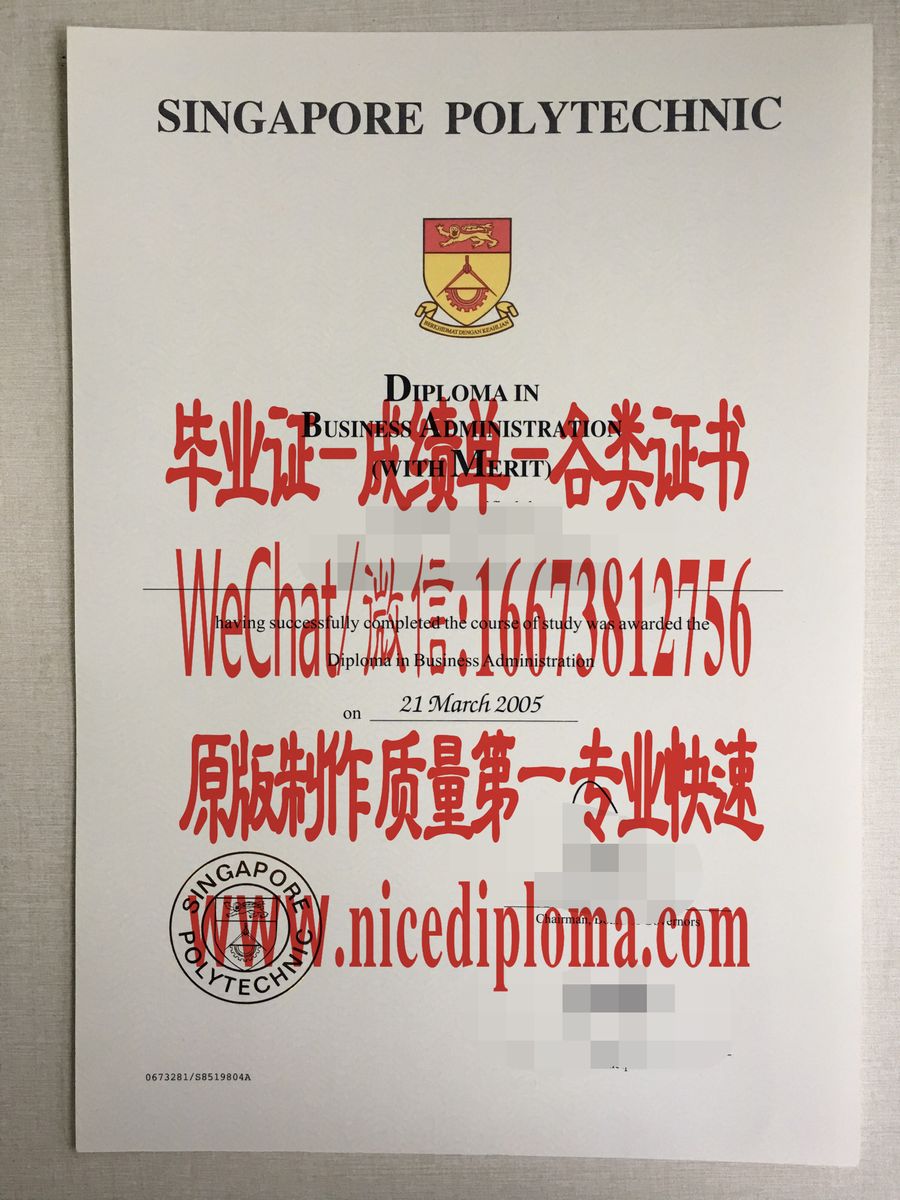 SINGAPORE POLYTECHNIC
BERKHIDMAT DENGAN KEAHLIAN
DIPLOMA IN
BUSINESS ADMINISTRATION
(WITH MERIT)
毕业证一成绩单一各类证书
WeChat/微信:16673812756
having successfully completed the course of study was awarded the
Diploma in Business Administration
on 21 March 2005
原版制作质量第一专业快速
SINGAPORE POLYTECHNIC
www.nicediploma.com
Chairman,
0673281/S8519804A